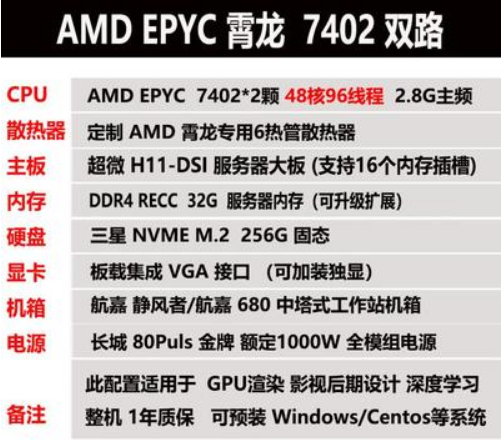 AMD EPYC 霄龙 7402 双路
CPU AMD EPYC 7402*2颗 48核96线程 2.8G主频
散热器 定制 AMD 霄龙专用6热管散热器
主板 超微 H11-DSI 服务器大板 (支持16个内存插槽)
内存 DDR4 RECC 32G 服务器内存 (可升级扩展)
硬盘 三星 NVME M.2 256G 固态
显卡 板载集成 VGA 接口 (可加装独显)
机箱 航嘉 静风者/航嘉 680 中塔式工作站机箱
电源 长城 80Puls 金牌 额定1000W 全模组电源
备注 此配置适用于 GPU渲染 影视后期设计 深度学习
整机 1年质保 可预装 Windows/Centos等系统